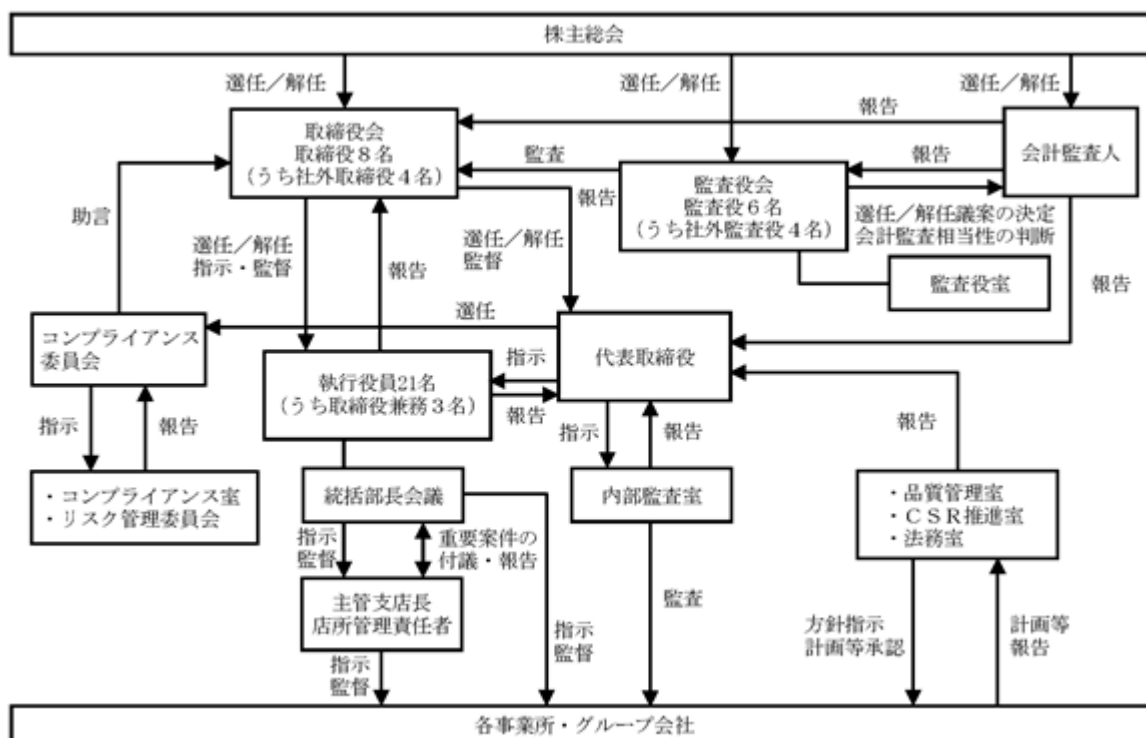 株主総会
選任／解任
選任／解任
選任／解任
報告
取締役会
取締役８名
（うち社外取締役４名）
監査
報告
会計監査人
監査役会
監査役６名
（うち社外監査役４名）
報告
選任／解任議案の決定
会計監査相当性の判断
助言
選任／解任
指示・監督
報告
選任／解任
監督
監査役室
報告
選任
コンプライアンス
委員会
代表取締役
指示
執行役員21名
（うち取締役兼務３名）
報告
指示
報告
指示
報告
報告
・コンプライアンス室
・リスク管理委員会
統括部長会議
内部監査室
・品質管理室
・ＣＳＲ推進室
・法務室
指示
監督
重要案件の
付議・報告
主管支店長
店所管理責任者
監査
指示
監督
方針指示
計画等承認
計画等
報告
指示
監督
各事業所・グループ会社